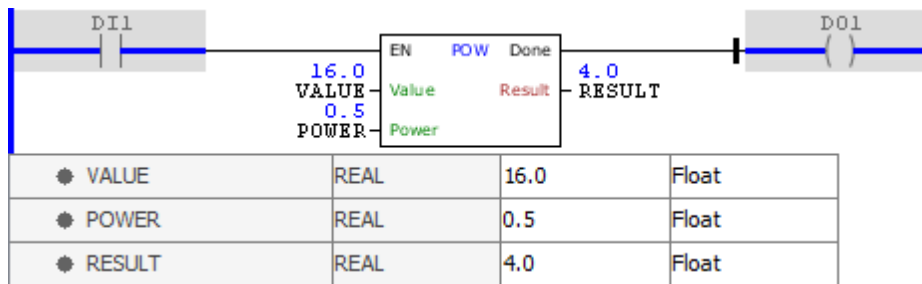 DI1 DO1
EN POW Done
16.0 4.0
VALUE Value Result RESULT
0.5
POWER Power
VALUE REAL 16.0 Float
POWER REAL 0.5 Float
RESULT REAL 4.0 Float